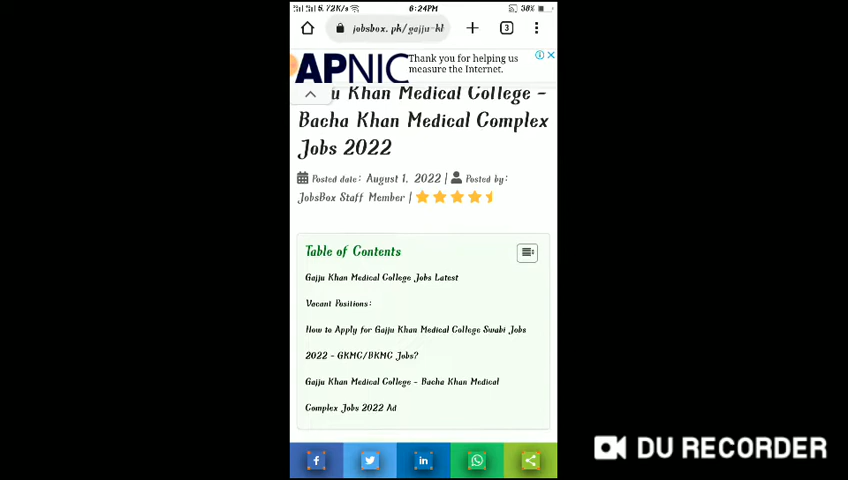 5.72K/s
6:24PM
38%
jobsbox.pk/gajju-kl
3
APNIC
Thank you for helping us
measure the Internet.
Khan Medical College -
Bacha Khan Medical Complex
Jobs 2022
Posted date: August 1, 2022 | Posted by:
JobsBox Staff Member |
Table of Contents
Gajju Khan Medical College Jobs Latest
Vacant Positions:
How to Apply for Gajju Khan Medical College Swabi Jobs
2022 - GKMC/BKMC Jobs?
Gajju Khan Medical College - Bacha Khan Medical
Complex Jobs 2022 Ad
DU RECORDER